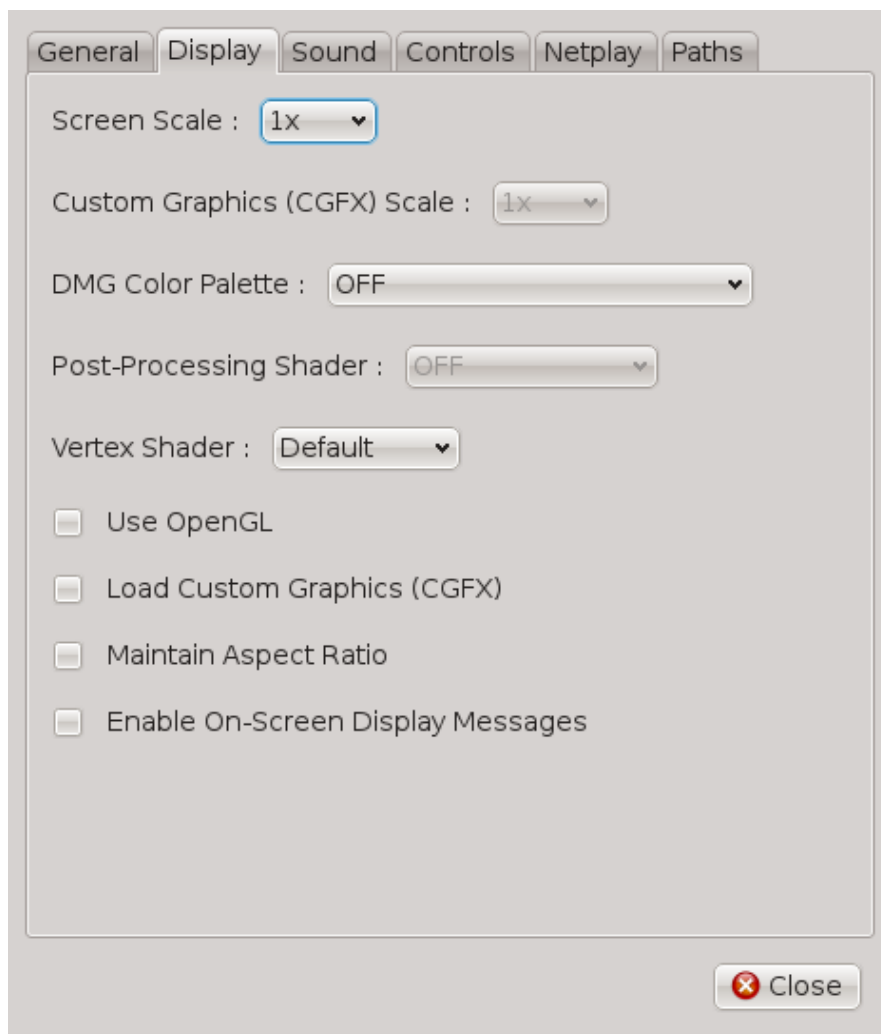 General Display Sound Controls Netplay Paths
Screen Scale : 1x
Custom Graphics (CGFX) Scale : 1x
DMG Color Palette : OFF
Post-Processing Shader : OFF
Vertex Shader : Default
Use OpenGL
Load Custom Graphics (CGFX)
Maintain Aspect Ratio
Enable On-Screen Display Messages
Close